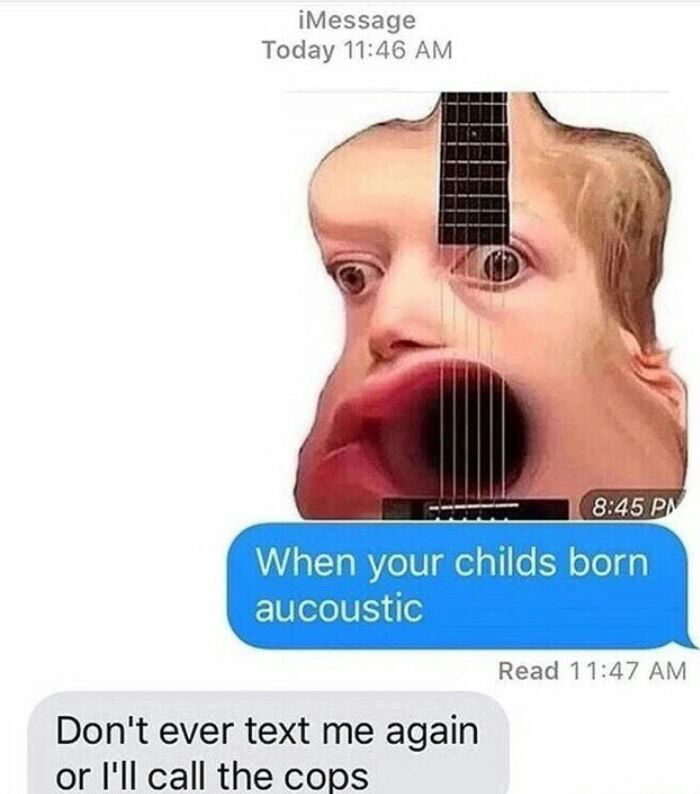 iMessage
Today 11:46 AM
8:45 PM
When your childs born
aucoustic
Read 11:47 AM
Don't ever text me again
or I'll call the cops